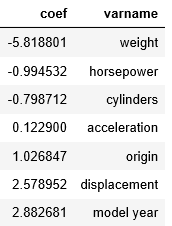 coef varname
-5.818801 weight
-0.994532 horsepower
-0.798712 cylinders
0.122900 acceleration
1.026847 origin
2.578952 displacement
2.882681 model year